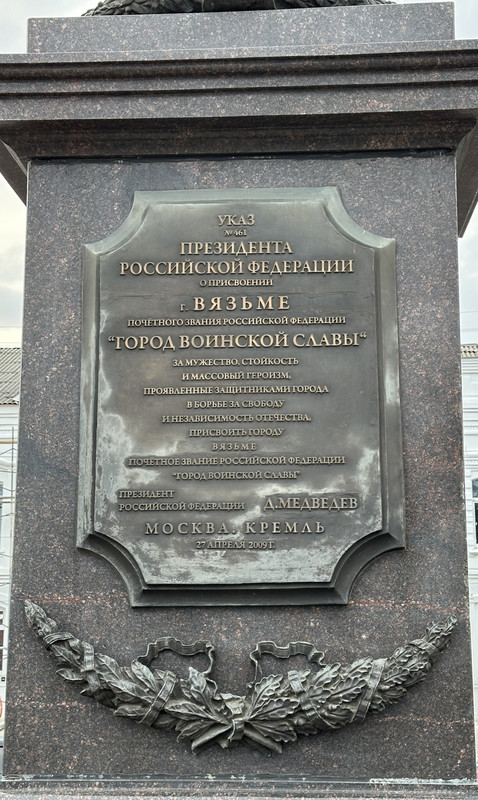 УКАЗ
№ 461
ПРЕЗИДЕНТА
РОССИЙСКОЙ ФЕДЕРАЦИИ
О ПРИСВОЕНИИ
г. ВЯЗЬМЕ
ПОЧЁТНОГО ЗВАНИЯ РОССИЙСКОЙ ФЕДЕРАЦИИ
"ГОРОД ВОИНСКОЙ СЛАВЫ"
ЗА МУЖЕСТВО, СТОЙКОСТЬ
И МАССОВЫЙ ГЕРОИЗМ,
ПРОЯВЛЕННЫЕ ЗАЩИТНИКАМИ ГОРОДА
В БОРЬБЕ ЗА СВОБОДУ
И НЕЗАВИСИМОСТЬ ОТЕЧЕСТВА,
ПРИСВОИТЬ ГОРОДУ
ВЯЗЬМЕ
ПОЧЕТНОЕ ЗВАНИЕ РОССИЙСКОЙ ФЕДЕРАЦИИ
"ГОРОД ВОИНСКОЙ СЛАВЫ"
ПРЕЗИДЕНТ
РОССИЙСКОЙ ФЕДЕРАЦИИ Д.МЕДВЕДЕВ
МОСКВА, КРЕМЛЬ
27 АПРЕЛЯ 2009 Г.